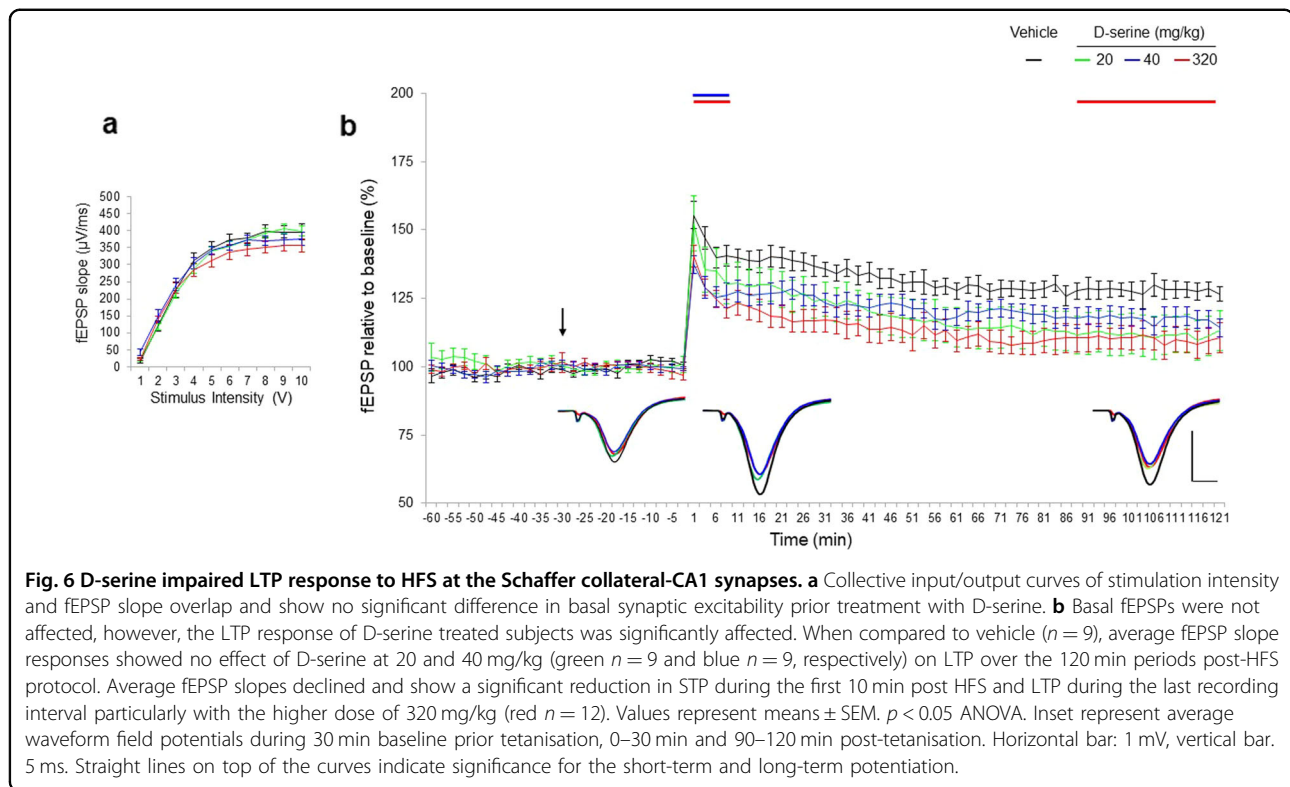 Vehicle
D-serine (mg/kg)
20
40
320
a
fEPSP slope (µV/ms)
500
450
400
350
300
250
200
150
100
50
0
1 2 3 4 5 6 7 8 9 10
Stimulus Intensity (V)
b
fEPSP relative to baseline (%)
200
175
150
125
100
75
50
-60 -55 -50 -45 -40 -35 -30 -25 -20 -15 -10 -5 1 6 11 16 21 26 31 36 41 46 51 56 61 66 71 76 81 86 91 96 101 106 111 116 121
Time (min)
Fig. 6 D-serine impaired LTP response to HFS at the Schaffer collateral-CA1 synapses. a Collective input/output curves of stimulation intensity
and fEPSP slope overlap and show no significant difference in basal synaptic excitability prior treatment with D-serine. b Basal fEPSPs were not
affected, however, the LTP response of D-serine treated subjects was significantly affected. When compared to vehicle (n = 9), average fEPSP slope
responses showed no effect of D-serine at 20 and 40 mg/kg (green n = 9 and blue n = 9, respectively) on LTP over the 120 min periods post-HFS
protocol. Average fEPSP slopes declined and show a significant reduction in STP during the first 10 min post HFS and LTP during the last recording
interval particularly with the higher dose of 320 mg/kg (red n = 12). Values represent means ± SEM. p < 0.05 ANOVA. Inset represent average
waveform field potentials during 30 min baseline prior tetanisation, 0–30 min and 90–120 min post-tetanisation. Horizontal bar: 1 mV, vertical bar.
5 ms. Straight lines on top of the curves indicate significance for the short-term and long-term potentiation.